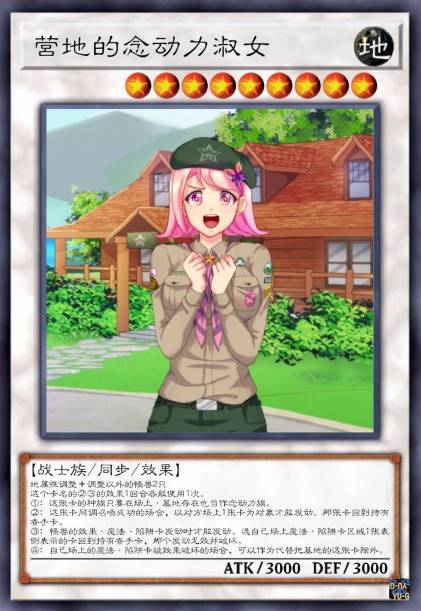 营地的念动力淑女
地
【战士族/同步/效果】
地属性调整＋调整以外的怪兽2只
这个卡名的②③的效果1回合各能使用1次。
①：这张卡的种族只要在场上·墓地存在也当作念动力族。
②：这张卡同调召唤成功的场合，以对方场上1张卡为对象才能发动。那张卡回到持有者手卡。
③：怪兽的效果·魔法·陷阱卡发动时才能发动。选自己场上魔法·陷阱卡区域1张表侧表示的卡回到持有者手卡，那个发动无效并破坏。
④：自己场上的魔法·陷阱卡被效果破坏的场合，可以作为代替把墓地的这张卡除外。
ATK/3000 DEF/3000